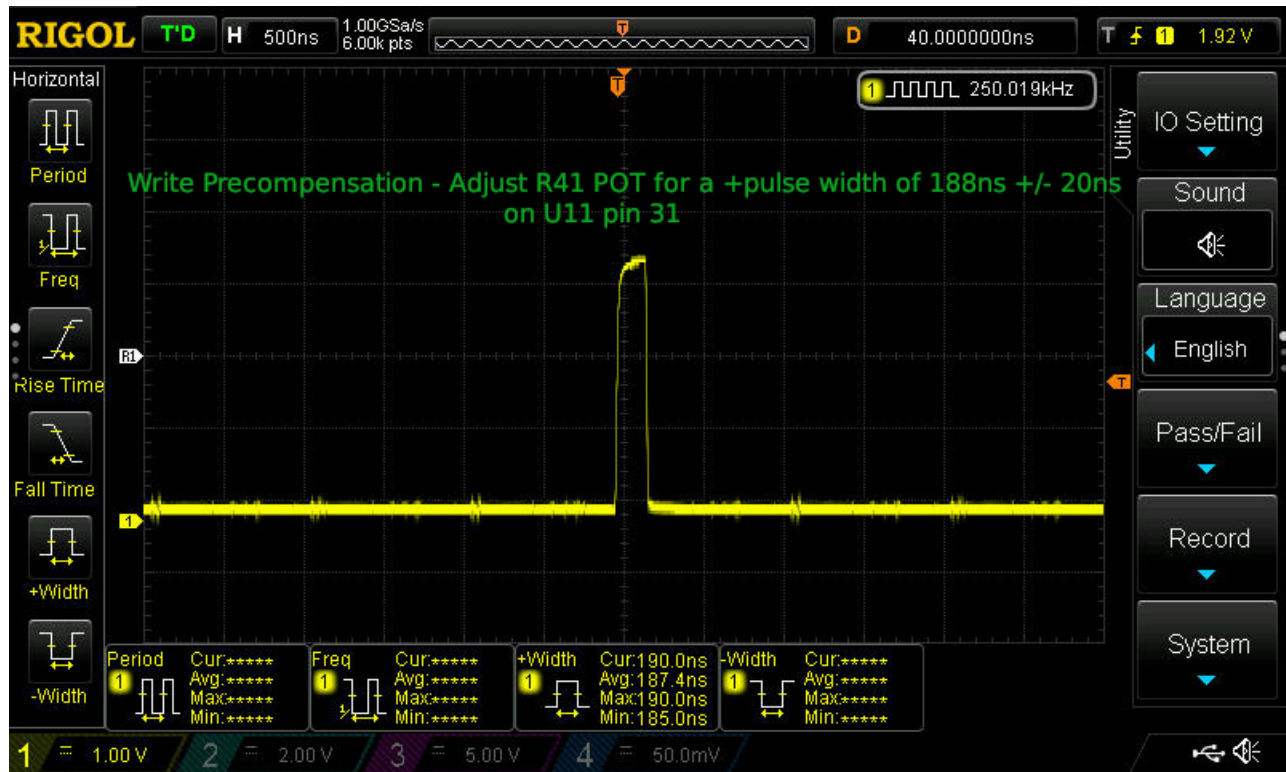 RIGOL T'D H 500ns 1.00GSa/s 6.00k pts D 40.0000000ns T 1 1.92 V
Horizontal
T
1 250.019kHz
Utility
IO Setting
Period
Write Precompensation - Adjust R41 POT for a +pulse width of 188ns +/- 20ns
on U11 pin 31
Sound
Freq
Language
English
R1
T
Rise Time
Pass/Fail
Fall Time
1
Record
+Width
System
-Width
Period Cur:***** Freq Cur:***** +Width Cur:190.0ns -Width Cur:*****
1 Avg:***** 1 Avg:***** 1 Avg:187.4ns 1 Avg:*****
Max:***** Max:***** Max:190.0ns Max:*****
Min:***** Min:***** Min:185.0ns Min:*****
1 1.00 V 2 2.00 V 3 5.00 V 4 50.0mV